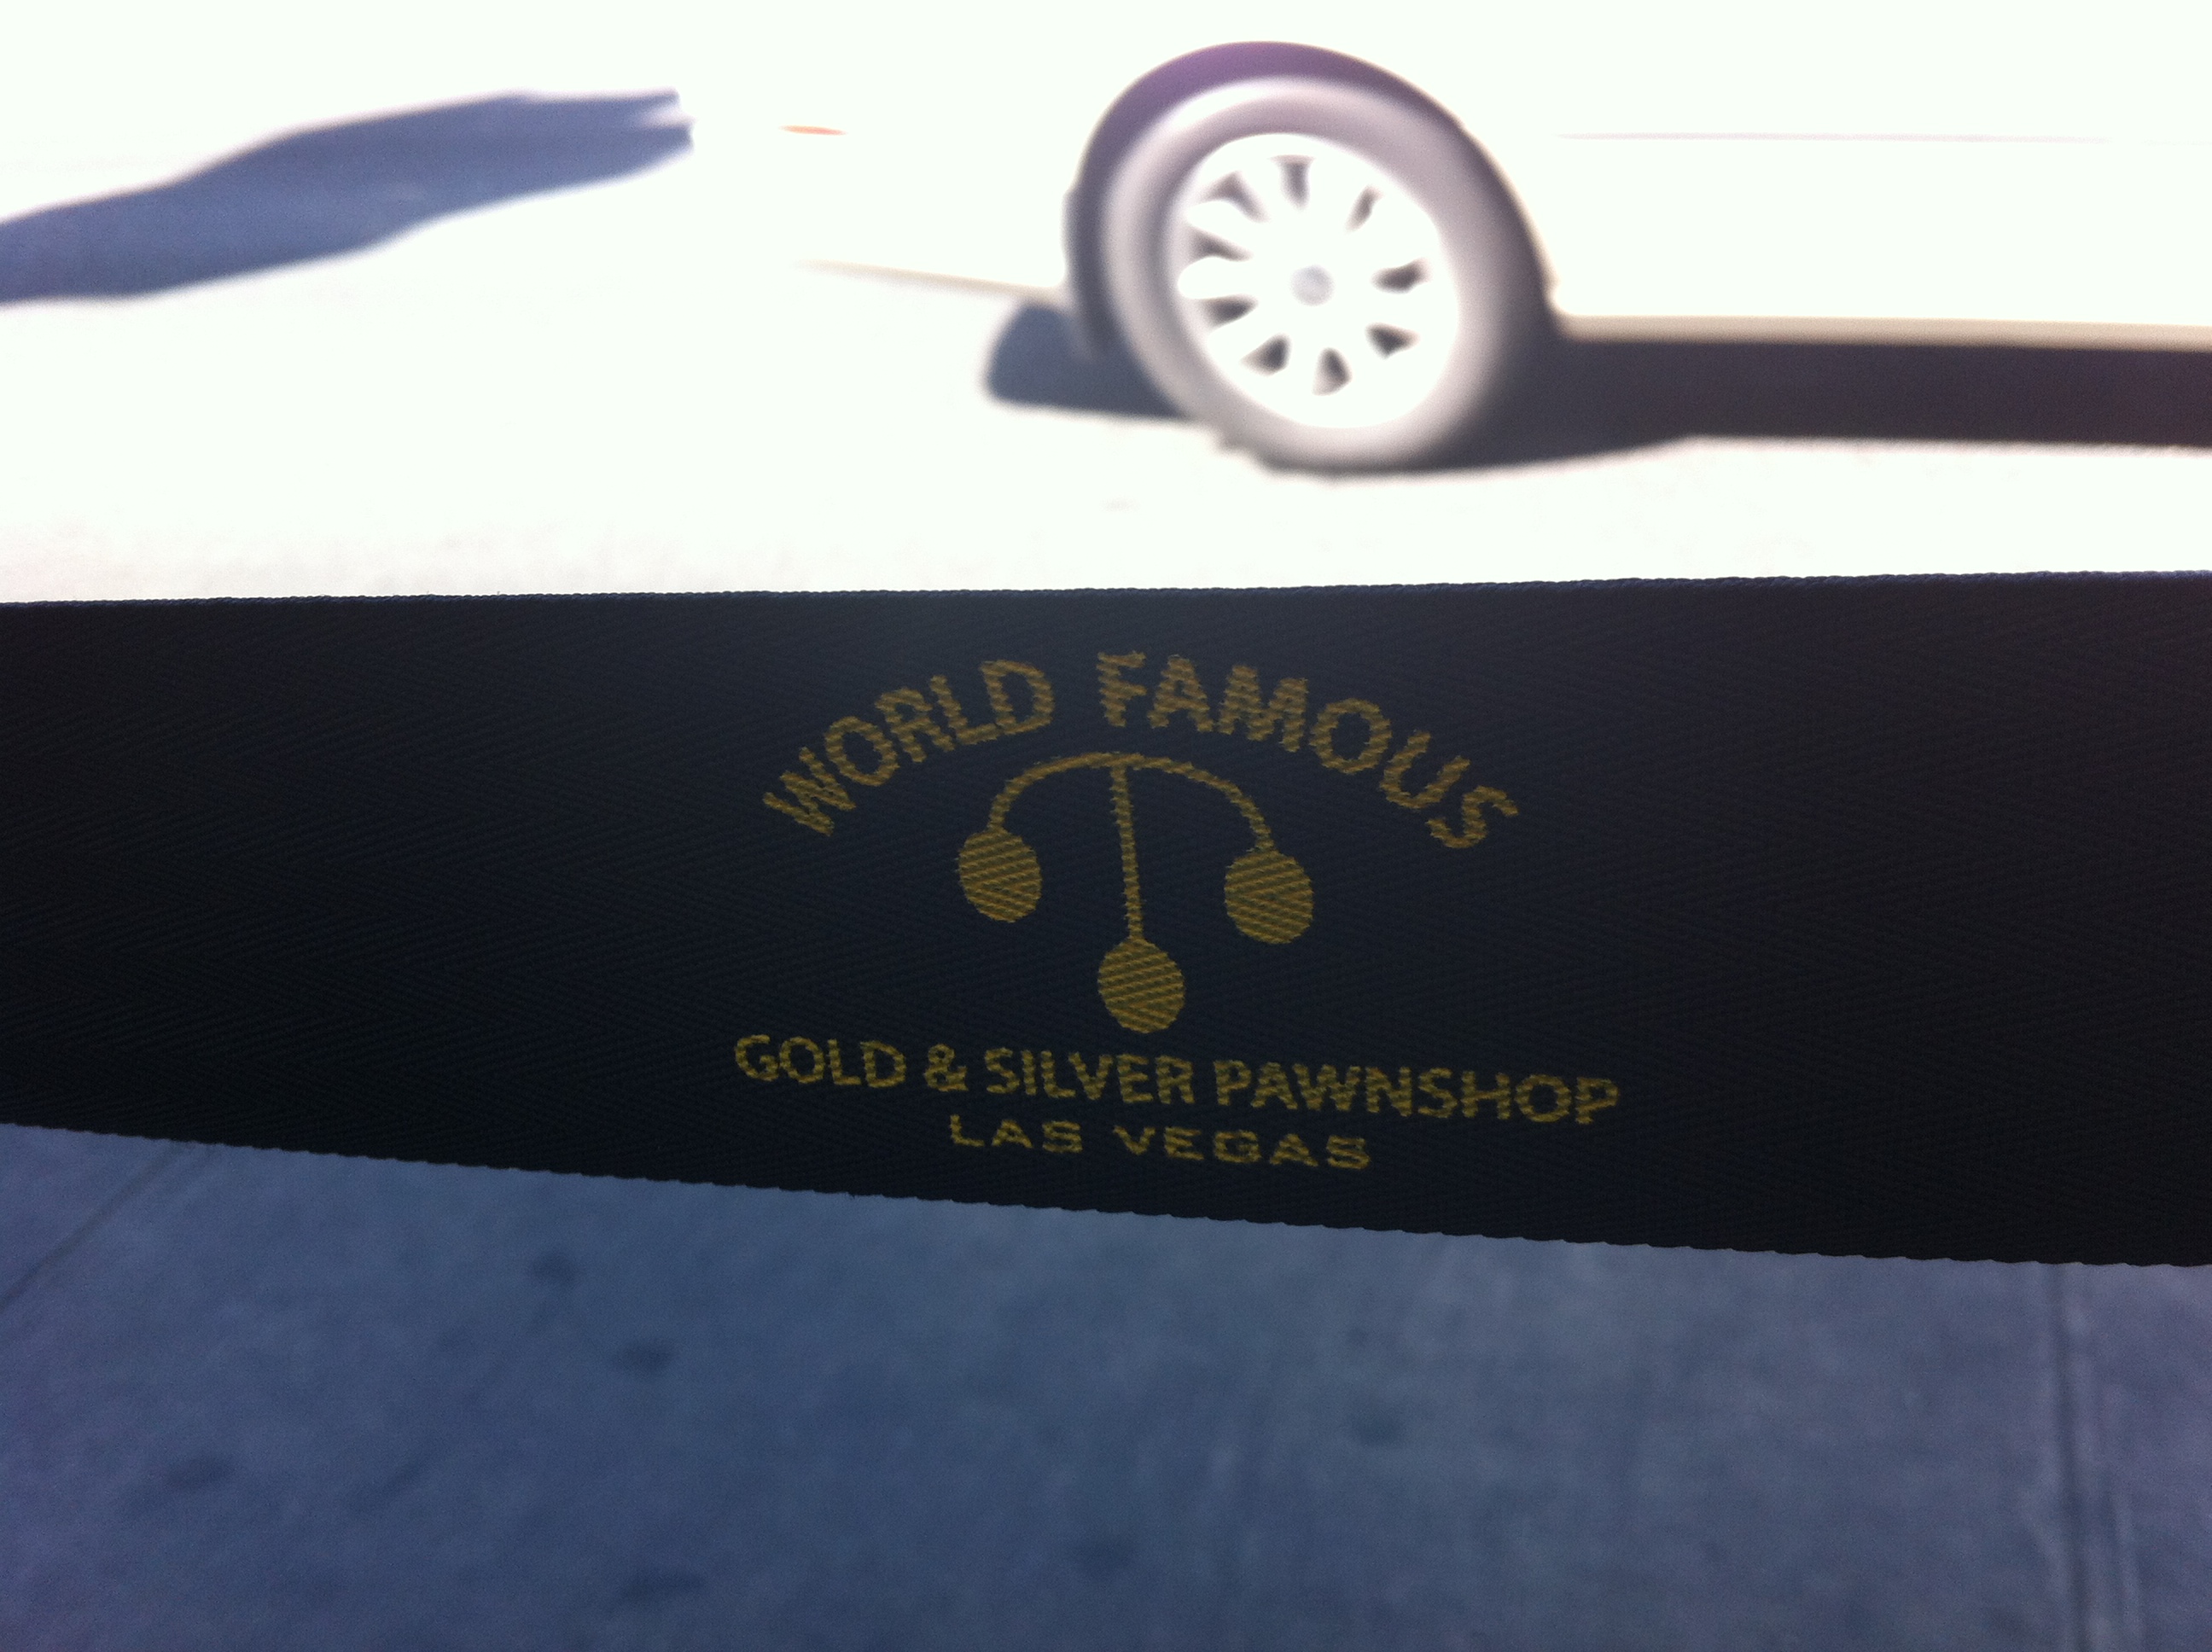 WORLD FAMOUS
GOLD & SILVER PAWNSHOP
LAS VEGAS